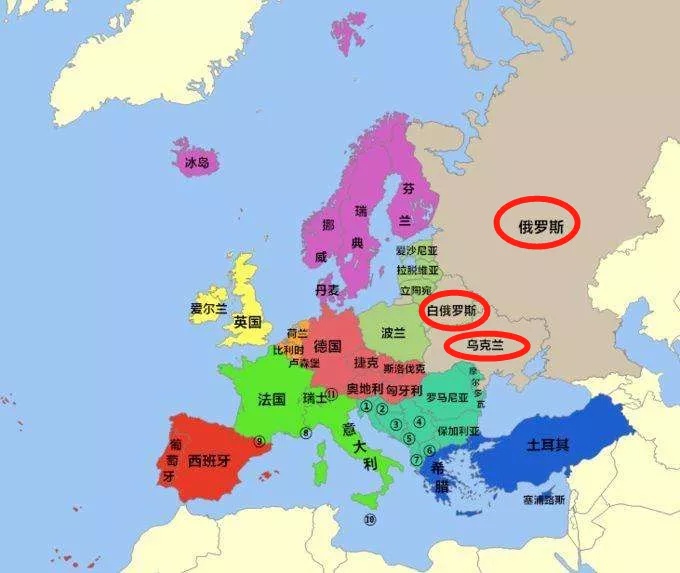 冰岛
芬兰
瑞典
挪威
俄罗斯
爱沙尼亚
拉脱维亚
立陶宛
丹麦
爱尔兰
英国
白俄罗斯
荷兰
波兰
德国
比利时
乌克兰
卢森堡
捷克
斯洛伐克
摩尔多瓦
奥地利
匈牙利
法国
瑞士
⑪
罗马尼亚
①
②
③
④
保加利亚
⑧
意大利
⑤
⑨
⑥
⑦
葡萄牙
西班牙
希腊
土耳其
塞浦路斯
⑩